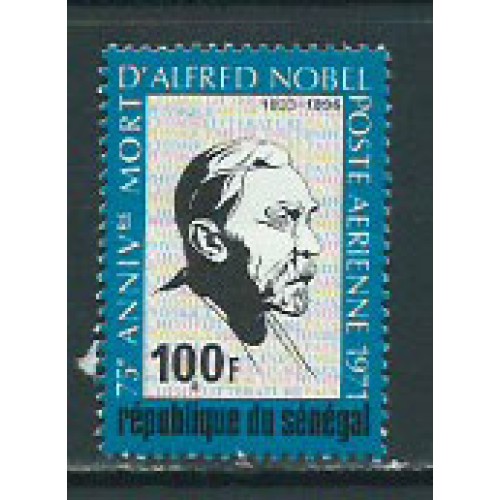 75e ANNIVre MORT D'ALFRED NOBEL
POSTE AERIENNE 1971
1833-1896
100F
république du sénégal